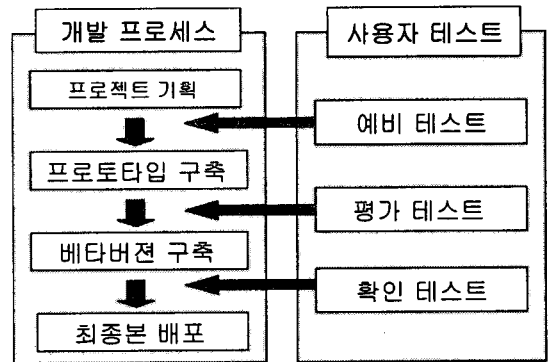 개발 프로세스
프로젝트 기획
프로토타입 구축
베타버젼 구축
최종본 배포
사용자 테스트
예비 테스트
평가 테스트
확인 테스트